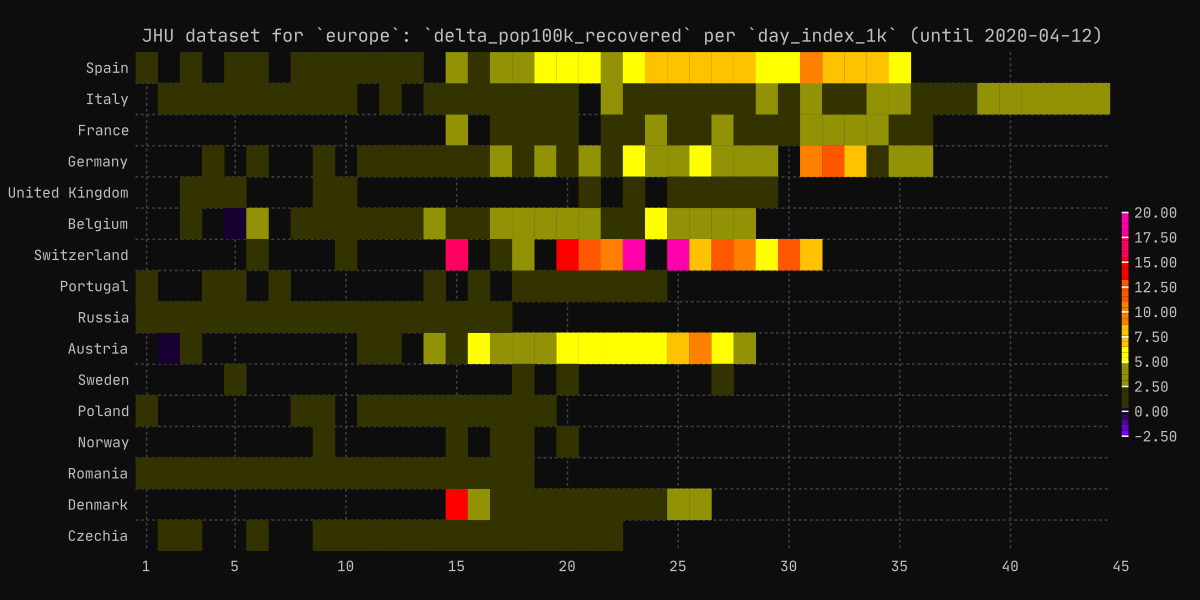 JHU dataset for `europe`: `delta_pop100k_recovered` per `day_index_1k` (until 2020-04-12)
Spain
Italy
France
Germany
United Kingdom
Belgium
Switzerland
Portugal
Russia
Austria
Sweden
Poland
Norway
Romania
Denmark
Czechia
1 5 10 15 20 25 30 35 40 45
20.00
17.50
15.00
12.50
10.00
7.50
5.00
2.50
0.00
-2.50